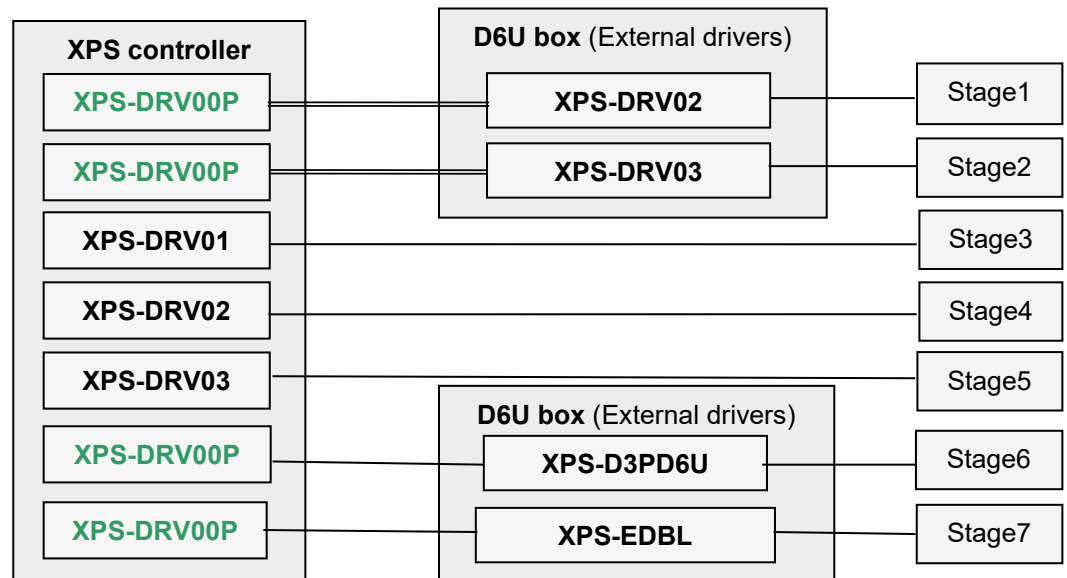 XPS controller
D6U box (External drivers)
XPS-DRV00P
XPS-DRV02
Stage1
XPS-DRV00P
XPS-DRV03
Stage2
XPS-DRV01
Stage3
XPS-DRV02
Stage4
XPS-DRV03
Stage5
D6U box (External drivers)
XPS-DRV00P
XPS-D3PD6U
Stage6
XPS-DRV00P
XPS-EDBL
Stage7